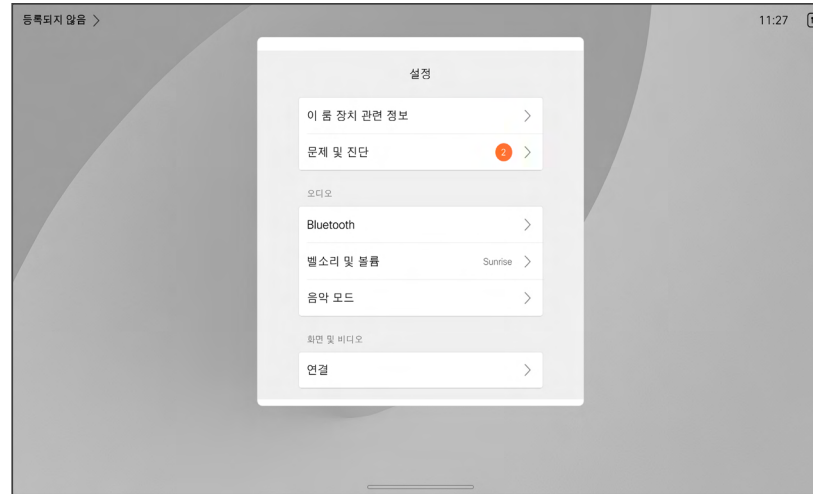 등록되지 않음
11:27
설정
이 룸 장치 관련 정보
문제 및 진단
2
오디오
Bluetooth
벨소리 및 볼륨
Sunrise
음악 모드
화면 및 비디오
연결